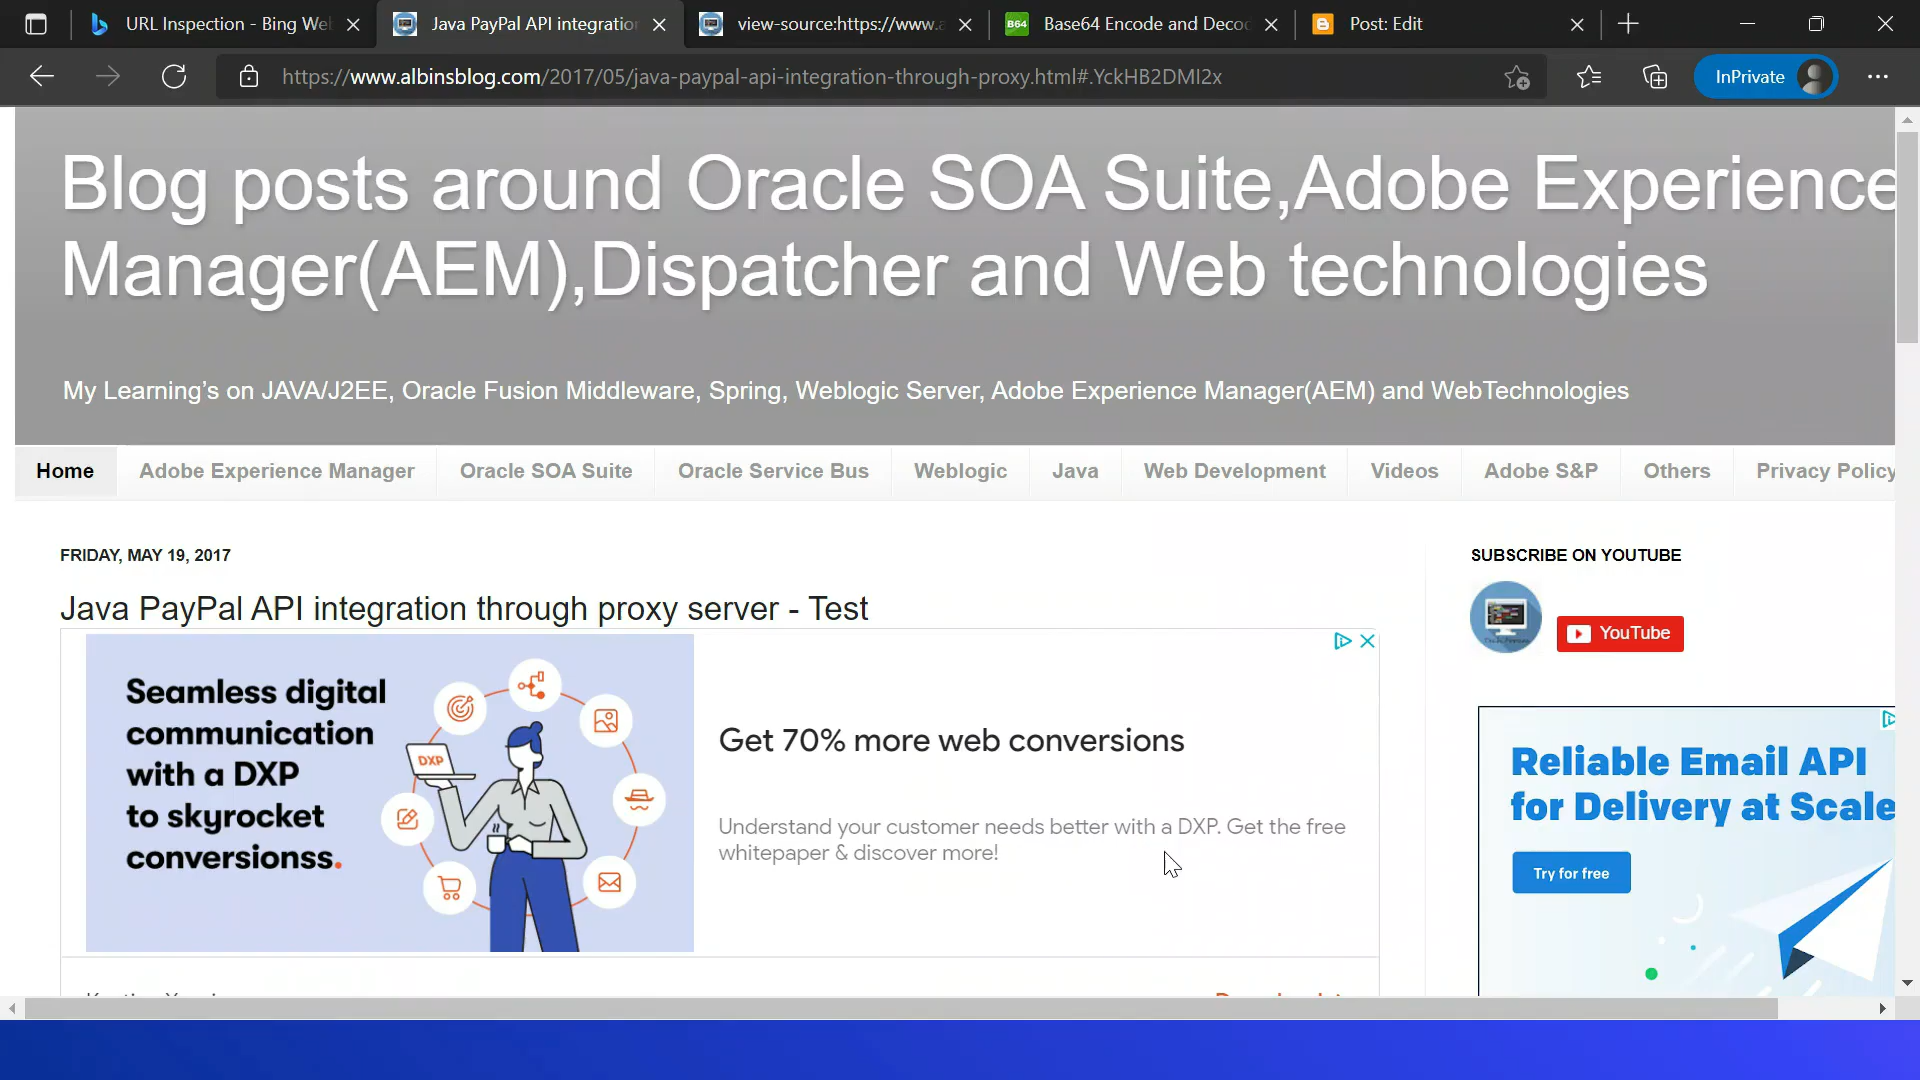 URL Inspection - Bing We
Java PayPal API integratio
view-source:https://www.a
B64
Base64 Encode and Deco
Post: Edit
https://www.albinsblog.com/2017/05/java-paypal-api-integration-through-proxy.html#.YckHB2DMI2x
InPrivate
Blog posts around Oracle SOA Suite,Adobe Experience
Manager(AEM),Dispatcher and Web technologies
My Learning’s on JAVA/J2EE, Oracle Fusion Middleware, Spring, Weblogic Server, Adobe Experience Manager(AEM) and WebTechnologies
Home
Adobe Experience Manager
Oracle SOA Suite
Oracle Service Bus
Weblogic
Java
Web Development
Videos
Adobe S&P
Others
Privacy Policy
FRIDAY, MAY 19, 2017
Java PayPal API integration through proxy server - Test
Seamless digital
communication
with a DXP
to skyrocket
conversionss.
DXP
Get 70% more web conversions
Understand your customer needs better with a DXP. Get the free
whitepaper & discover more!
SUBSCRIBE ON YOUTUBE
YouTube
Reliable Email API
for Delivery at Scale
Try for free